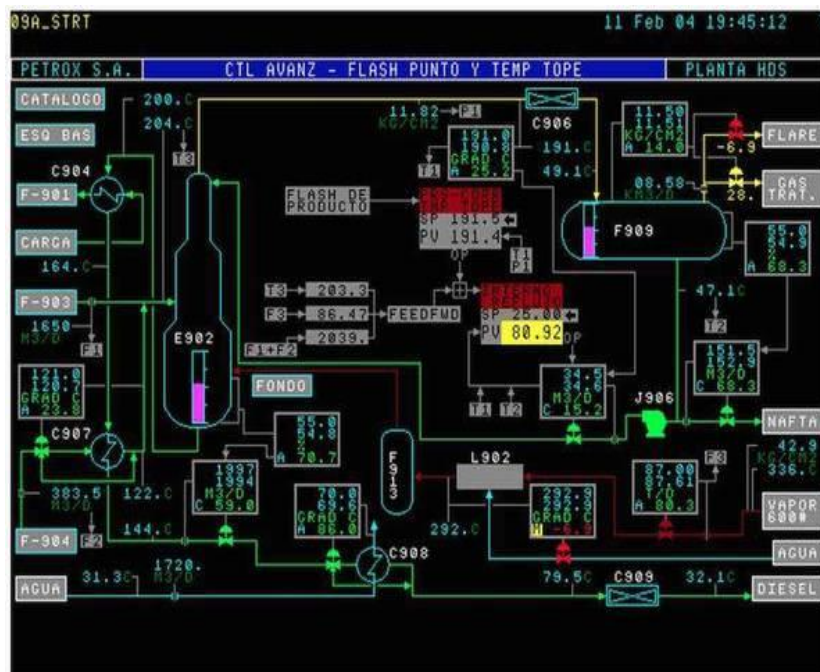 09A_STRT
11 Feb 04 19:45:12
PETROX S.A.
CTL AVANZ - FLASH PUNTO Y TEMP TOPE
PLANTA HDS
CATALOGO
200.C
204.C
11.82
KG/CM2
P1
C906
11.50
11.51
KG/CM2
A 14.0
FLARE
-6.9
ESQ BAS
T3
191.0
190.8
GRAD C
A 25.2
191.C
49.1C
T1
08.58
KM3/D
28.
GAS
TRAT.
C904
F-901
FLASH DE
PRODUCTO
SP 191.5
PV 191.4
F909
CARGA
164.C
OP
T1
P1
55.0
54.9
A 68.3
F-903
T3
203.3
F3
86.47
FEEDFWD
F1+F2
2039.
SP 25.00
PV 80.92
OP
47.1C
T2
1650
M3/D
F1
E902
121.0
120.7
GRAD C
A 23.8
FONDO
34.5
34.6
M3/D
C 15.2
T1
T2
151.5
M3/D
C 68.3
J906
NAFTA
C907
55.0
54.8
A 70.7
1997
1994
M3/D
C 59.0
F913
L902
42.9
KG/CM2
336.C
F3
383.5
M3/D
122.C
F2
144.C
70.0
69.6
GRAD C
A 86.6
292.C
292.9
292.9
GRAD C
M -6.9
87.00
87.61
T/D
A 80.3
VAPOR
600#
F-904
C908
AGUA
AGUA
31.3C
1720.
M3/D
79.5C
C909
32.1C
DIESEL